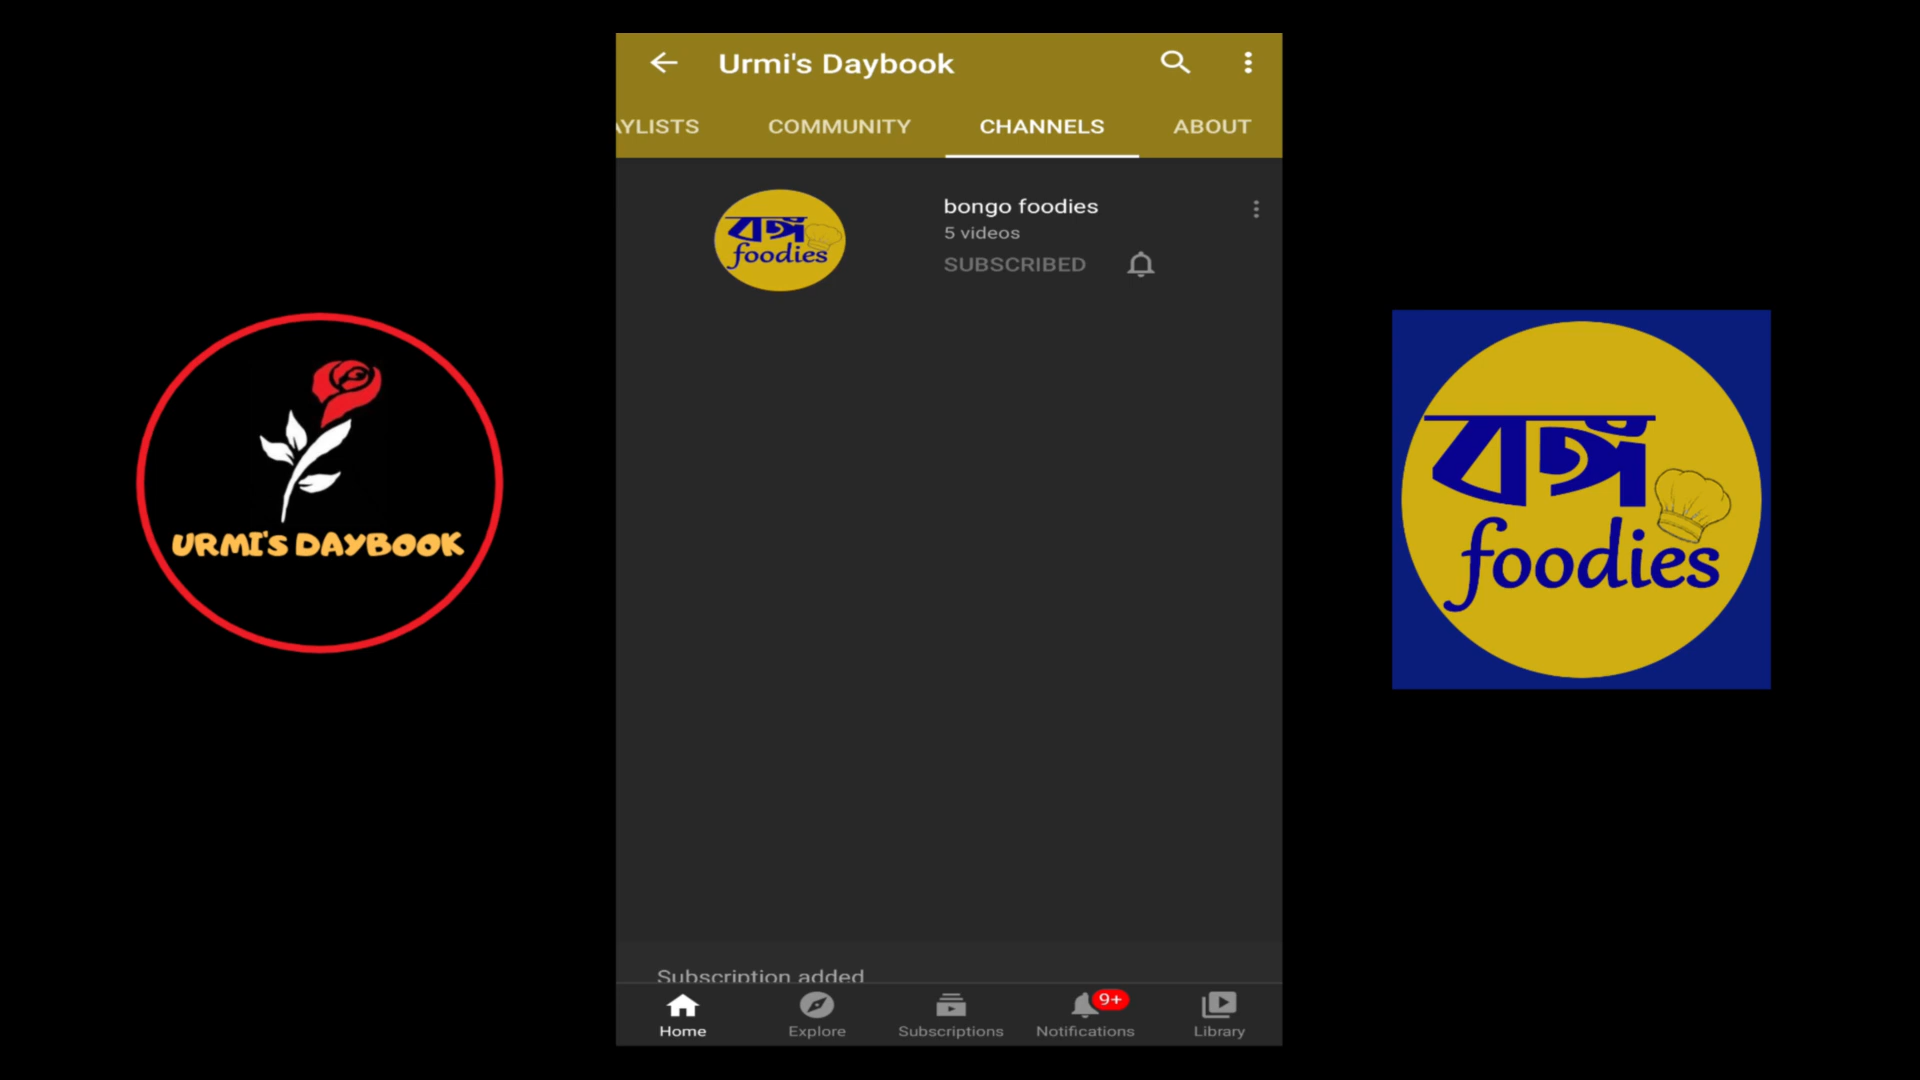 Urmi's Daybook
AYLISTS COMMUNITY CHANNELS ABOUT
বঙ্গ
foodies
bongo foodies
5 videos
SUBSCRIBED
URMI'S DAYBOOK
বঙ্গ
foodies
Subscription added
9+
Home Explore Subscriptions Notifications Library